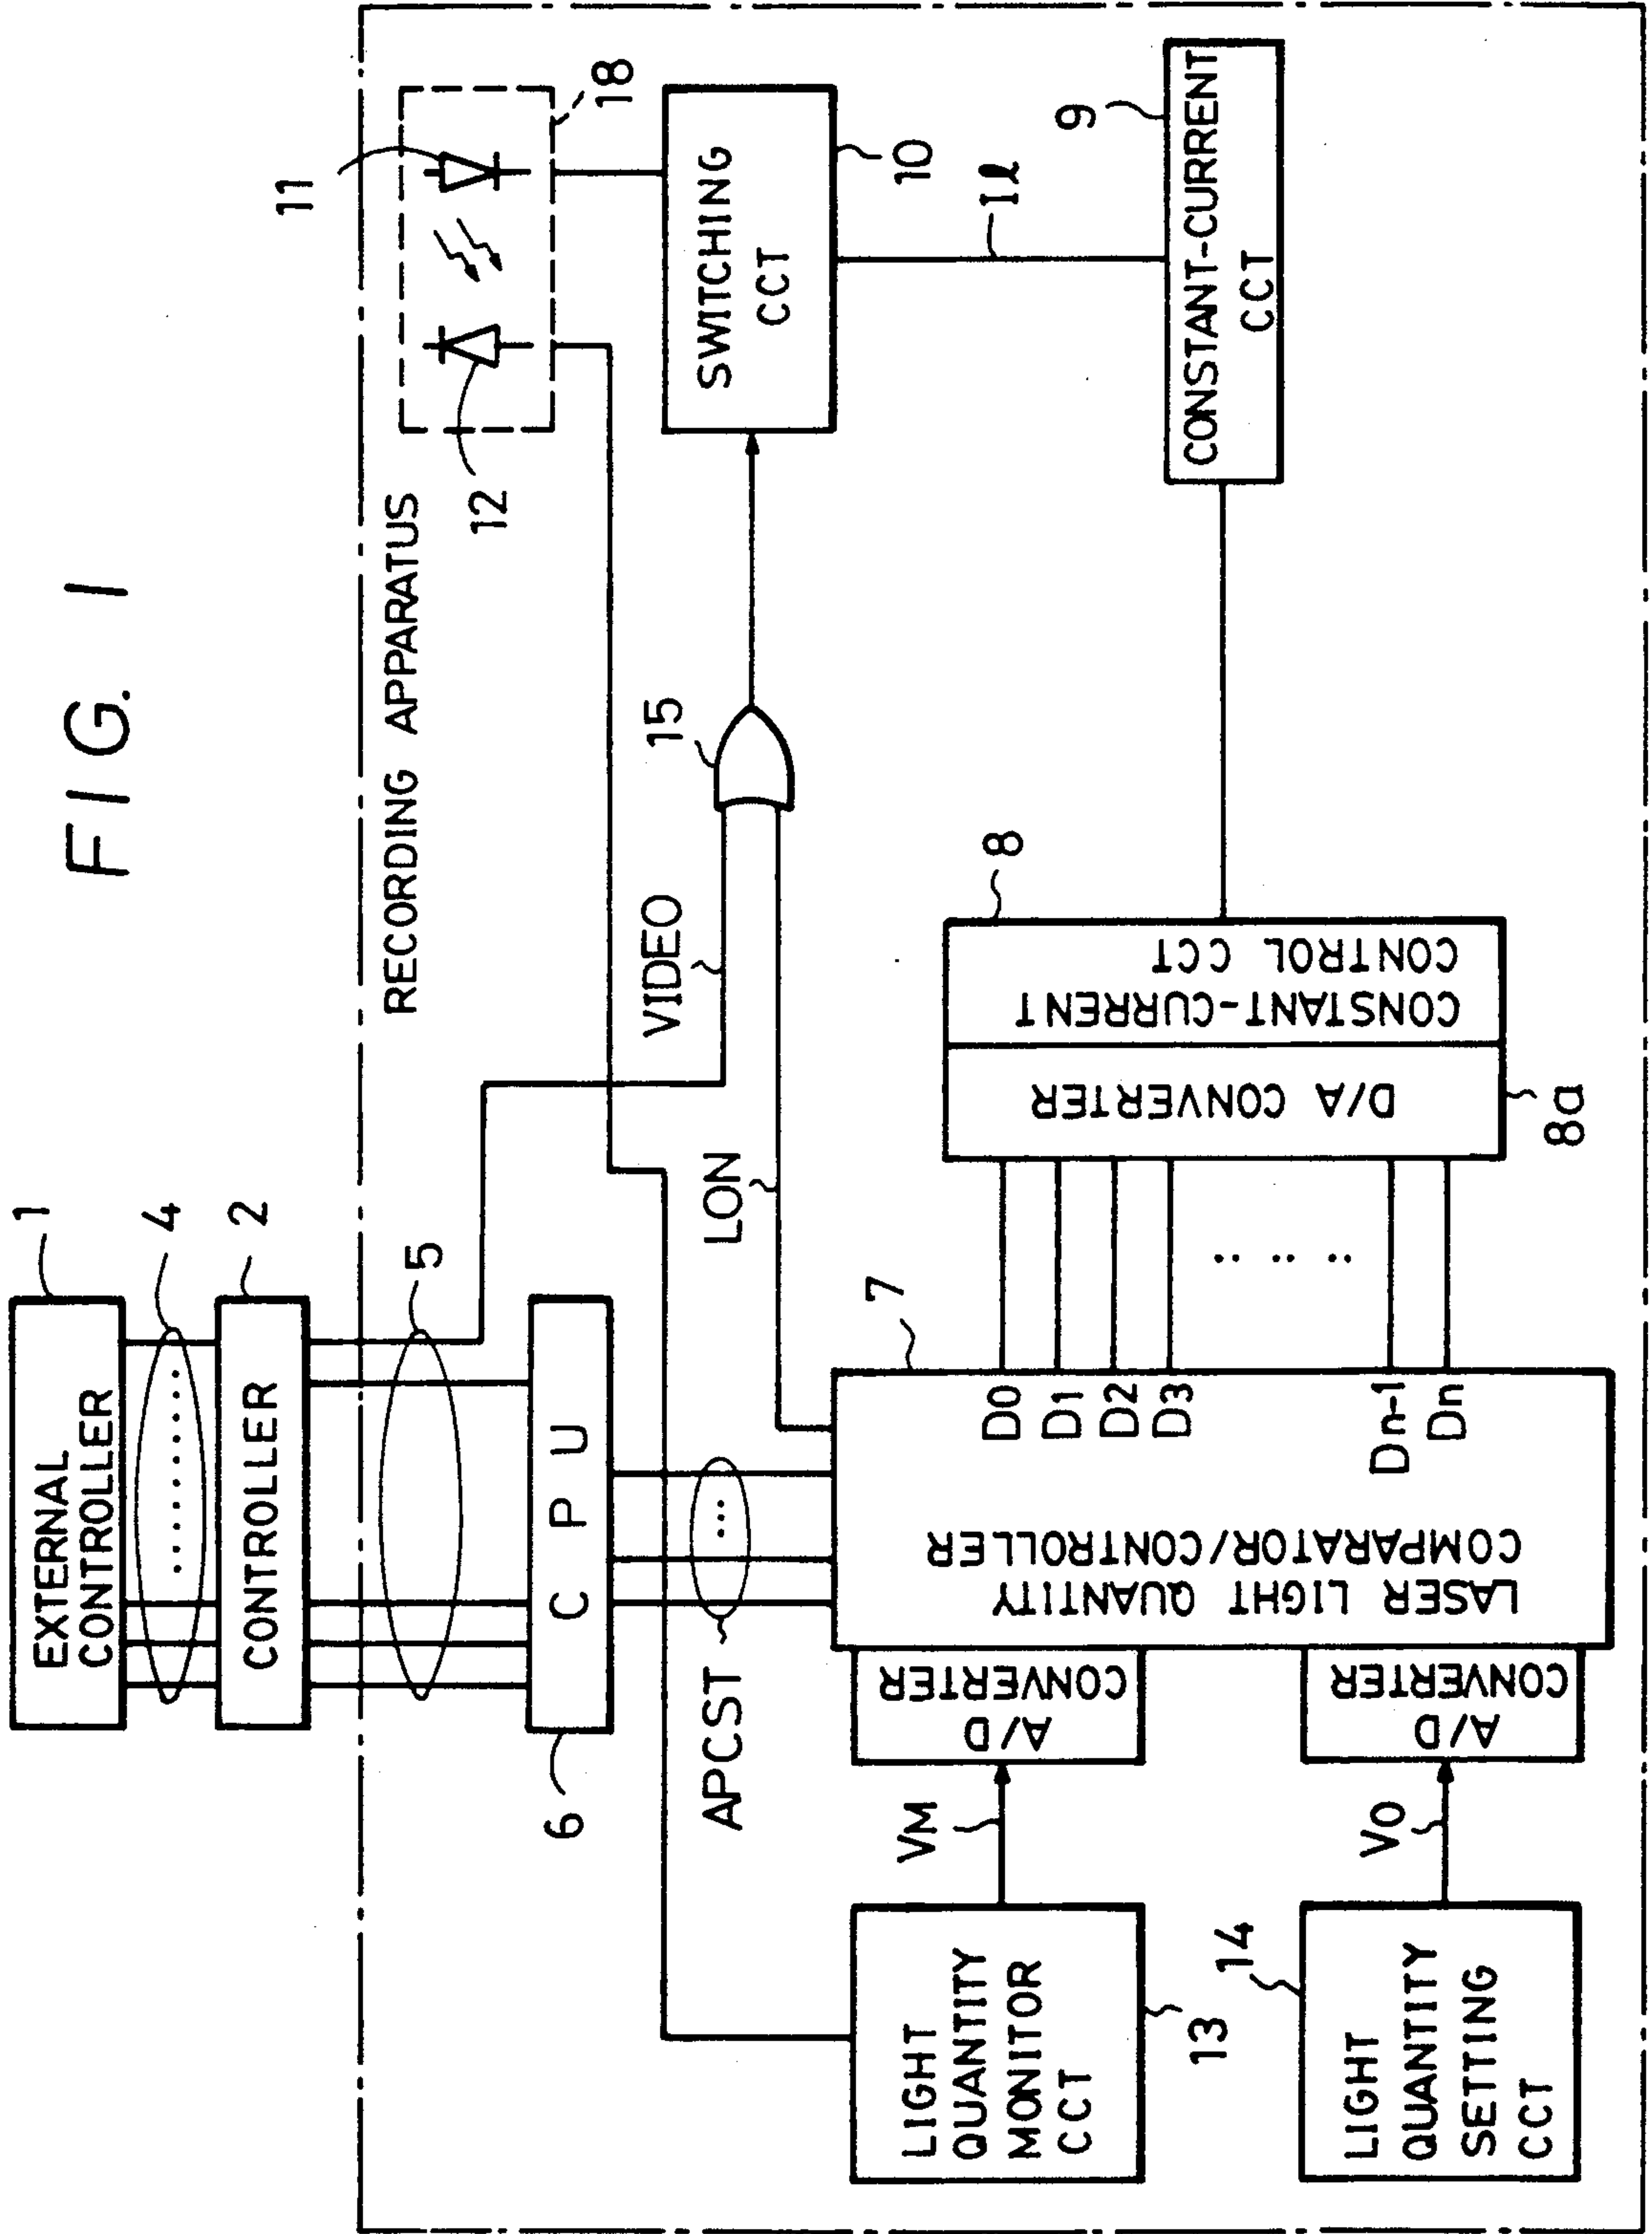 FIG. 1
1
EXTERNAL
CONTROLLER
4
2
CONTROLLER
RECORDING APPARATUS
5
11
12
18
6
C P U
VIDEO
15
SWITCHING
CCT
10
APCST
LON
7
8
Il
9
VM
LIGHT
QUANTITY
MONITOR
CCT
13
A/D
CONVERTER
LASER LIGHT QUANTITY
COMPARATOR/CONTROLLER
D0
D1
D2
D3
Dn-1
Dn
D/A CONVERTER
8a
CONSTANT-CURRENT
CONTROL CCT
CONSTANT-CURRENT
CCT
14
VO
LIGHT
QUANTITY
SETTING
CCT
A/D
CONVERTER